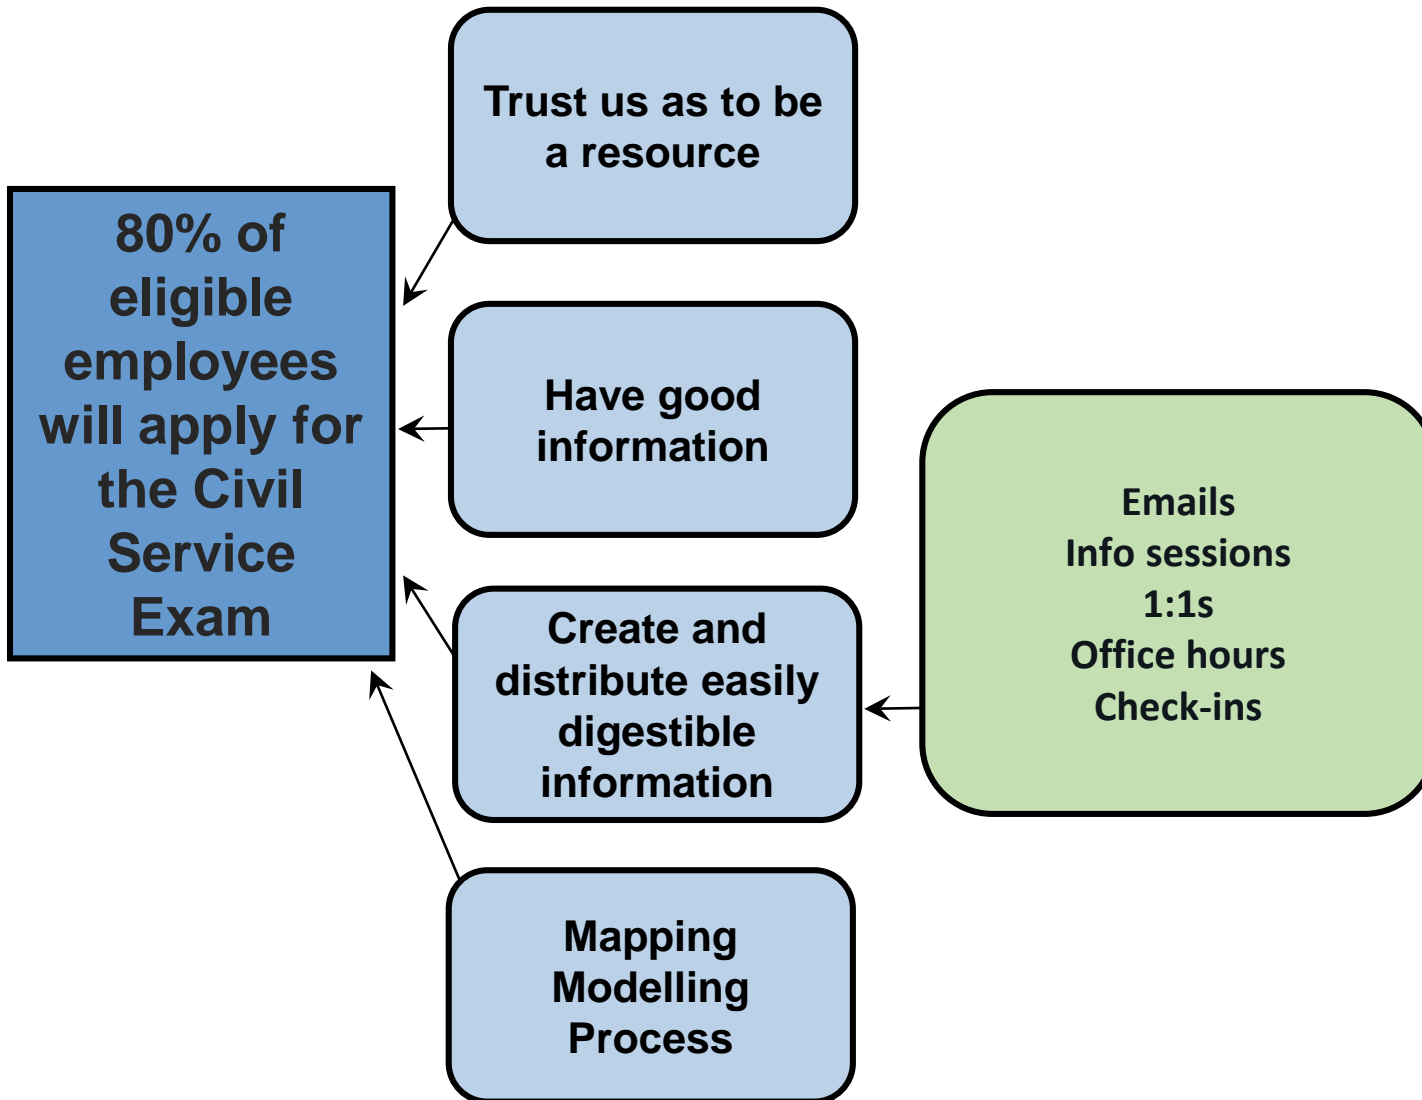 80% of
eligible
employees
will apply for
the Civil
Service
Exam
Trust us as to be
a resource
Have good
information
Create and
distribute easily
digestible
information
Mapping
Modelling
Process
Emails
Info sessions
1:1s
Office hours
Check-ins